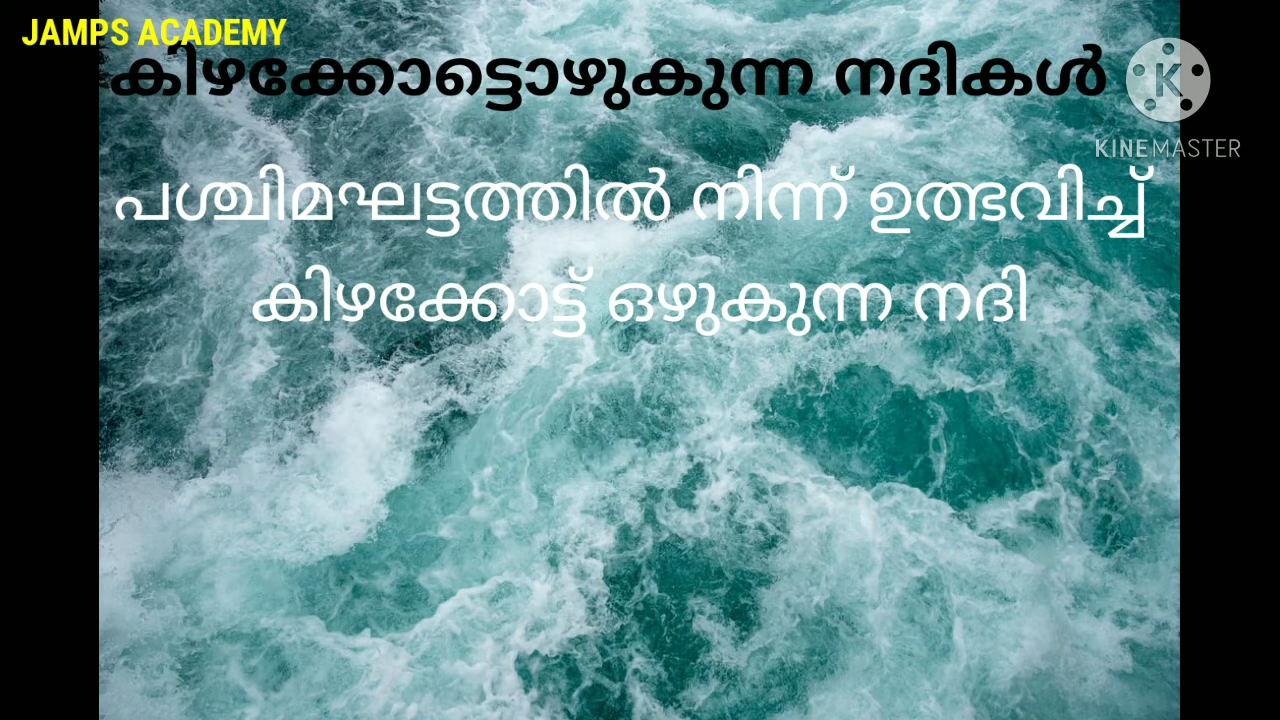 JAMPS ACADEMY
കിഴക്കോട്ടൊഴുകുന്ന നദികൾ
KINEMASTER
പശ്ചിമഘട്ടത്തിൽ നിന്ന് ഉത്ഭവിച്ച്
കിഴക്കോട്ട് ഒഴുകുന്ന നദി